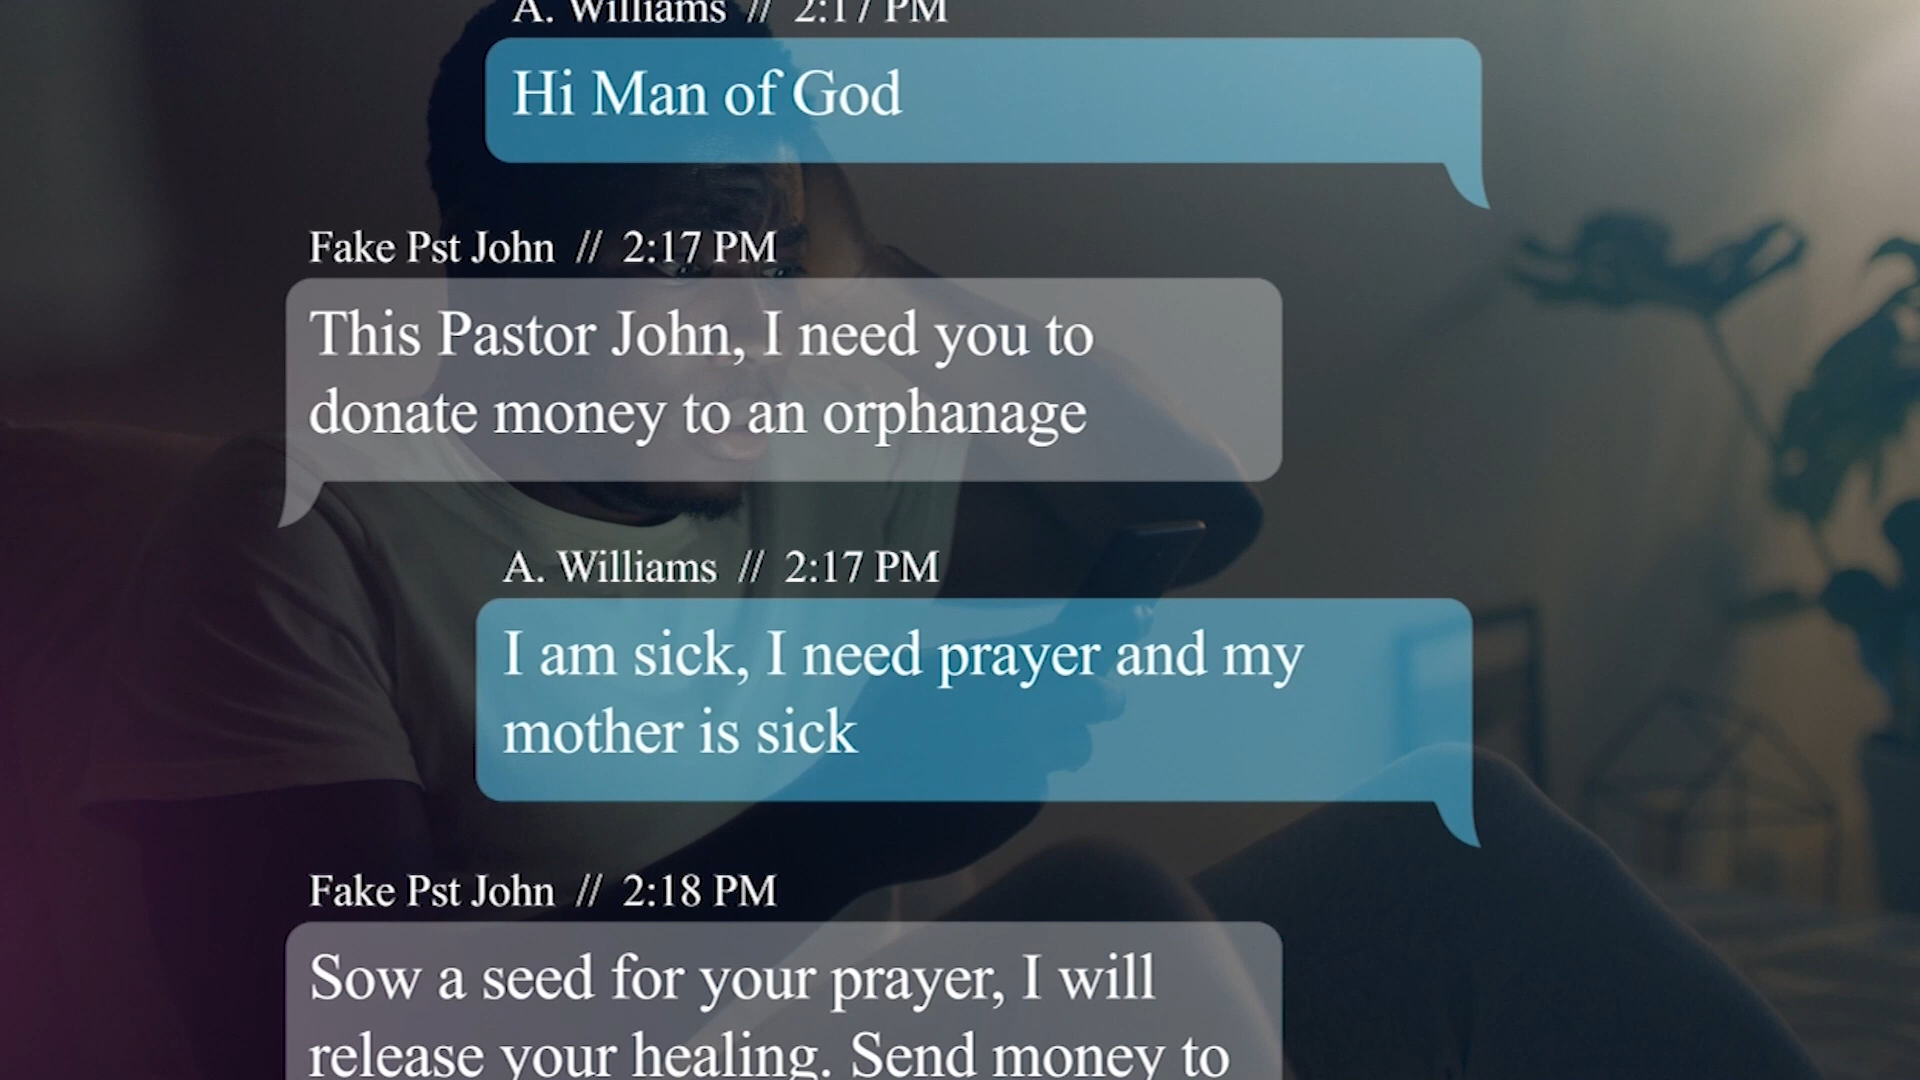 A. Williams // 2:17 PM
Hi Man of God
Fake Pst John // 2:17 PM
This Pastor John, I need you to
donate money to an orphanage
A. Williams // 2:17 PM
I am sick, I need prayer and my
mother is sick
Fake Pst John // 2:18 PM
Sow a seed for your prayer, I will
release your healing. Send money to